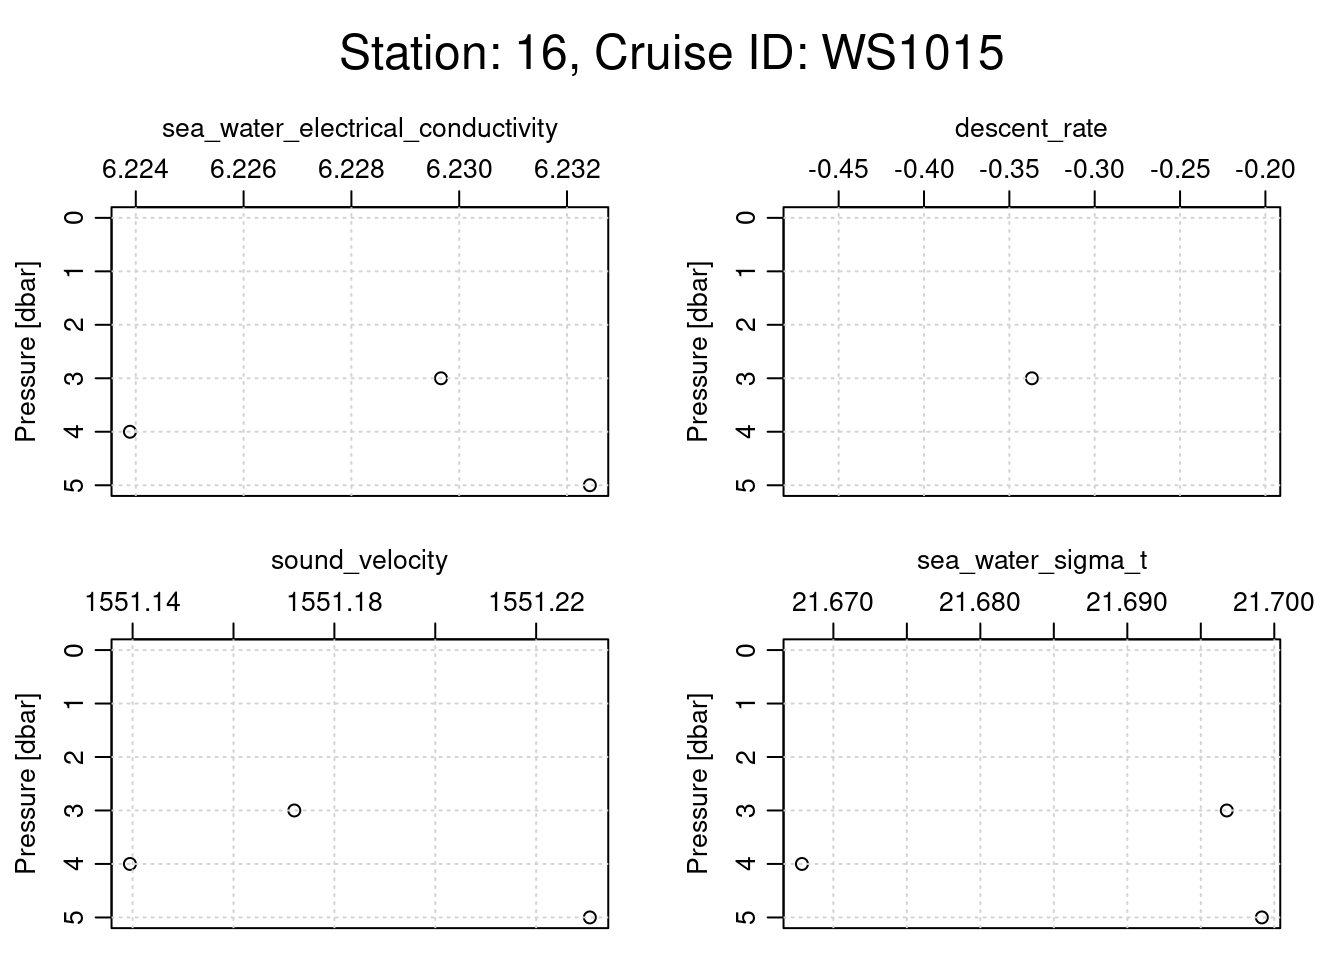 Station: 16, Cruise ID: WS1015
sea_water_electrical_conductivity
6.224 6.226 6.228 6.230 6.232
Pressure [dbar]
0
1
2
3
4
5
descent_rate
-0.45 -0.40 -0.35 -0.30 -0.25 -0.20
Pressure [dbar]
0
1
2
3
4
5
sound_velocity
1551.14 1551.18 1551.22
Pressure [dbar]
0
1
2
3
4
5
sea_water_sigma_t
21.670 21.680 21.690 21.700
Pressure [dbar]
0
1
2
3
4
5